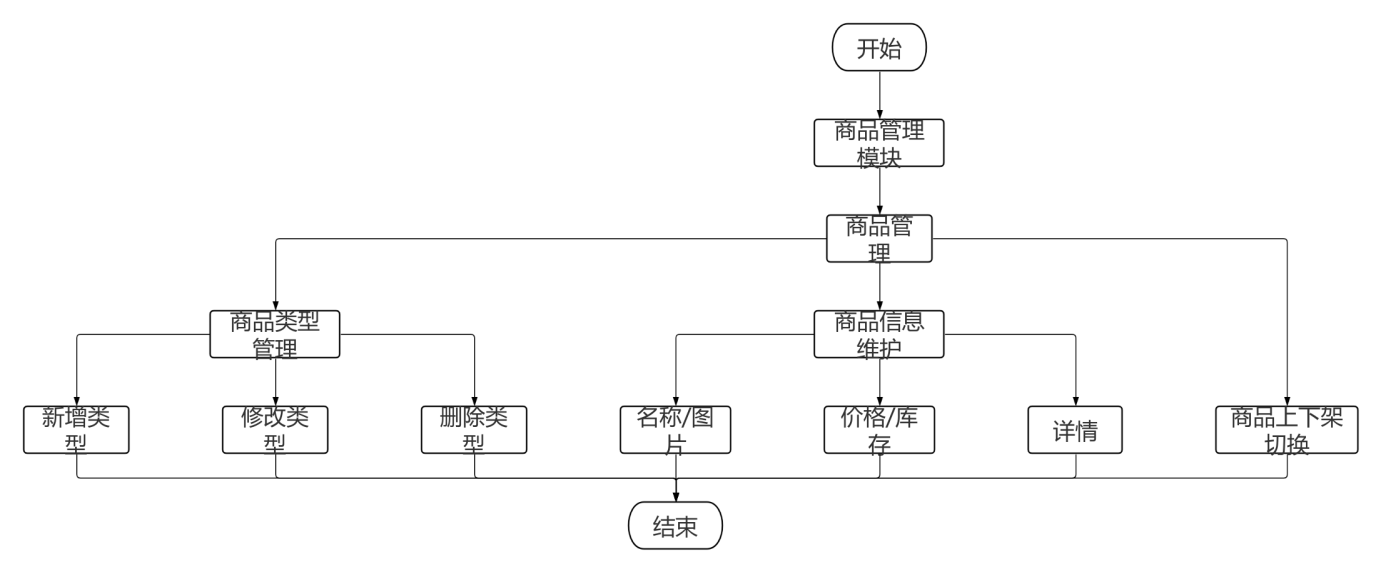 开始
商品管理
模块
商品管
理
商品类型
管理
商品信息
维护
新增类
型
修改类
型
删除类
型
名称/图
片
价格/库
存
详情
商品上下架
切换
结束